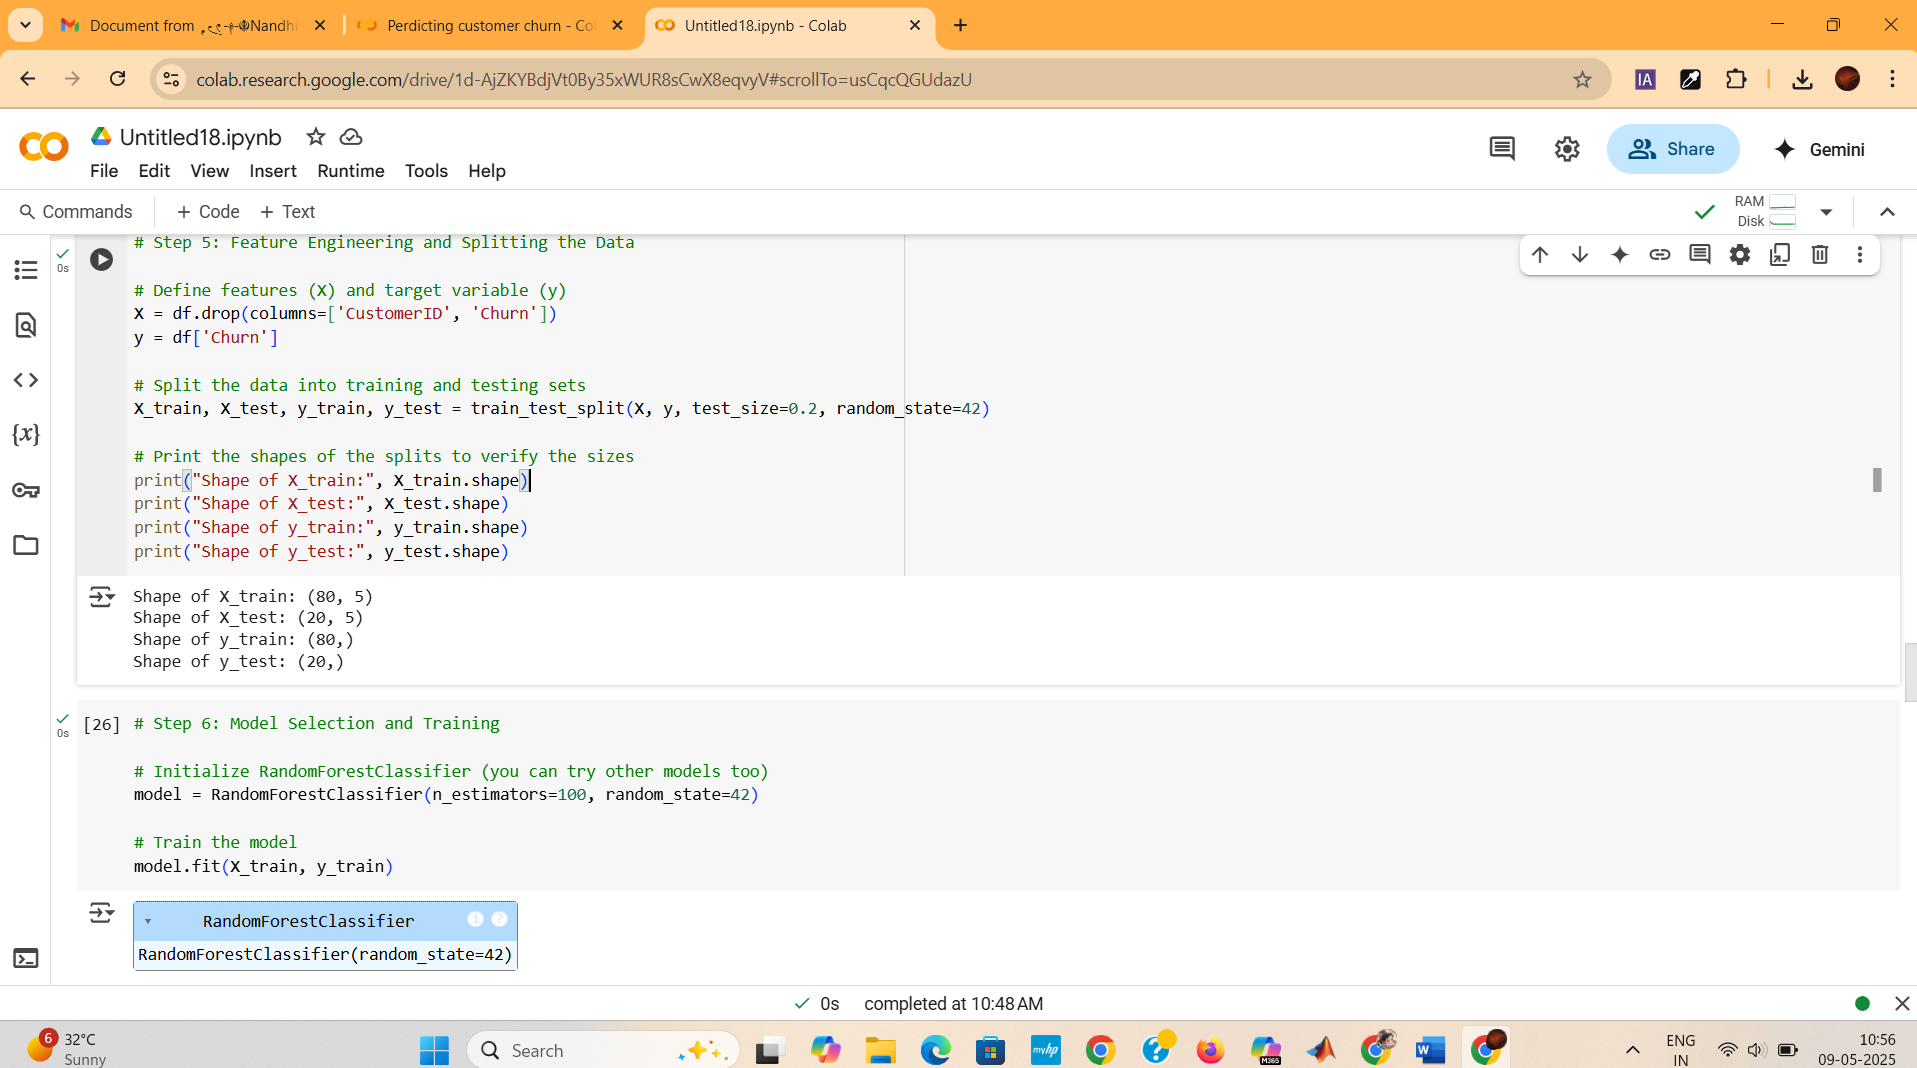 Document from
Nandhi
Perdicting customer churn - Co
Untitled18.ipynb - Colab
colab.research.google.com/drive/1d-AjZKYBdjVt0By35xWUR8sCwX8eqvyV#scrollTo=usCqcQGUdazU
IA
Untitled18.ipynb
File Edit View Insert Runtime Tools Help
Share
Gemini
Commands + Code + Text
RAM
Disk
0s
# Step 5: Feature Engineering and Splitting the Data
# Define features (X) and target variable (y)
X = df.drop(columns=['CustomerID', 'Churn'])
y = df['Churn']
# Split the data into training and testing sets
X_train, X_test, y_train, y_test = train_test_split(X, y, test_size=0.2, random_state=42)
# Print the shapes of the splits to verify the sizes
print("Shape of X_train:", X_train.shape)
print("Shape of X_test:", X_test.shape)
print("Shape of y_train:", y_train.shape)
print("Shape of y_test:", y_test.shape)
Shape of X_train: (80, 5)
Shape of X_test: (20, 5)
Shape of y_train: (80,)
Shape of y_test: (20,)
0s
[26] # Step 6: Model Selection and Training
# Initialize RandomForestClassifier (you can try other models too)
model = RandomForestClassifier(n_estimators=100, random_state=42)
# Train the model
model.fit(X_train, y_train)
RandomForestClassifier
RandomForestClassifier(random_state=42)
0s completed at 10:48 AM
6
32°C
Sunny
Search
myhp
M365
ENG
IN
10:56
09-05-2025